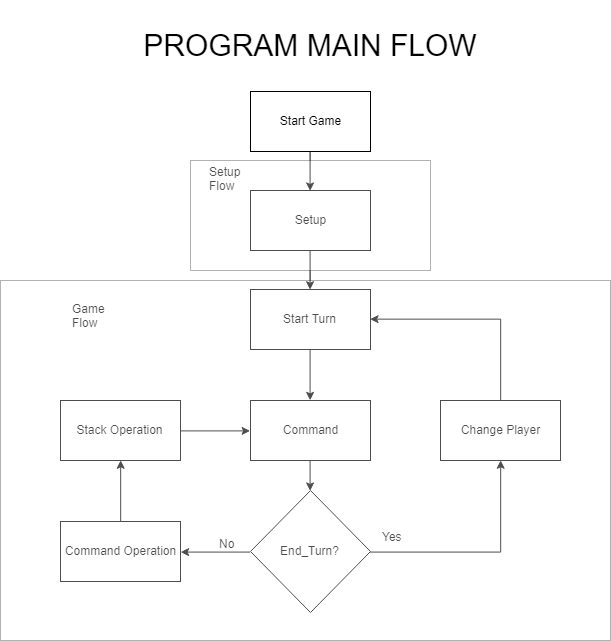 PROGRAM MAIN FLOW
Start Game
Setup
Flow
Setup
Game
Flow
Start Turn
Stack Operation
Command
Change Player
No
Yes
Command Operation
End_Turn?